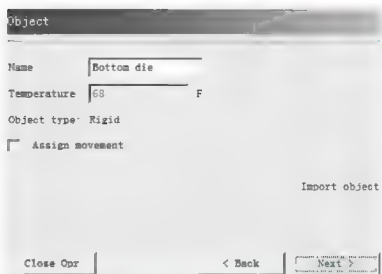 Object
Name Bottom die
Temperature 68 F
Object type: Rigid
Assign movement
Import object
Close Opr < Back Next >